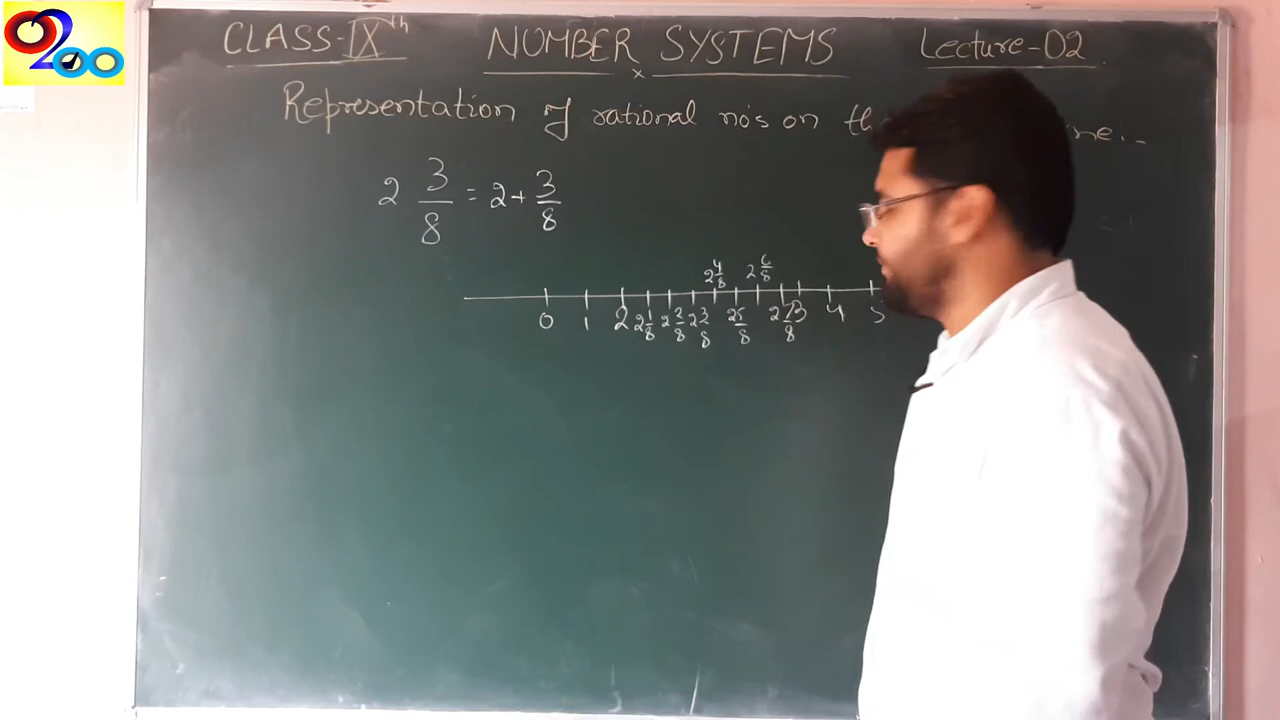 O2OO
CLASS-IXth NUMBER SYSTEMS Lecture-02
Representation of rational no's on
2 3/8 = 2 + 3/8
2 4/8 2 6/8
0 1 2 2 1/8 2 2/8 2 3/8 2 5/8 2 7/8 3 4 5